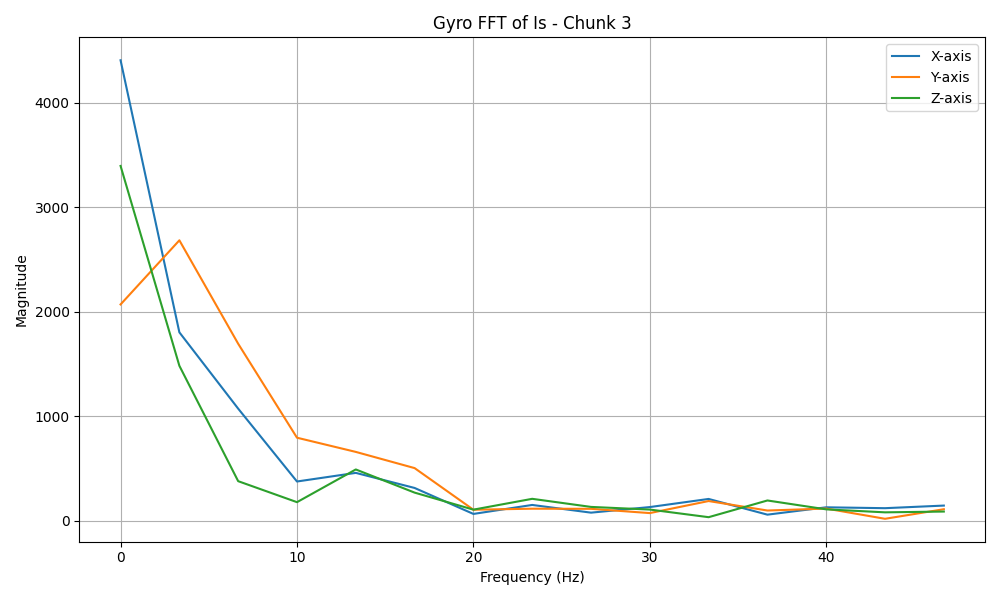 Gyro FFT of Is - Chunk 3
X-axis
Y-axis
Z-axis
Magnitude
4000
3000
2000
1000
0
0 10 20 30 40
Frequency (Hz)